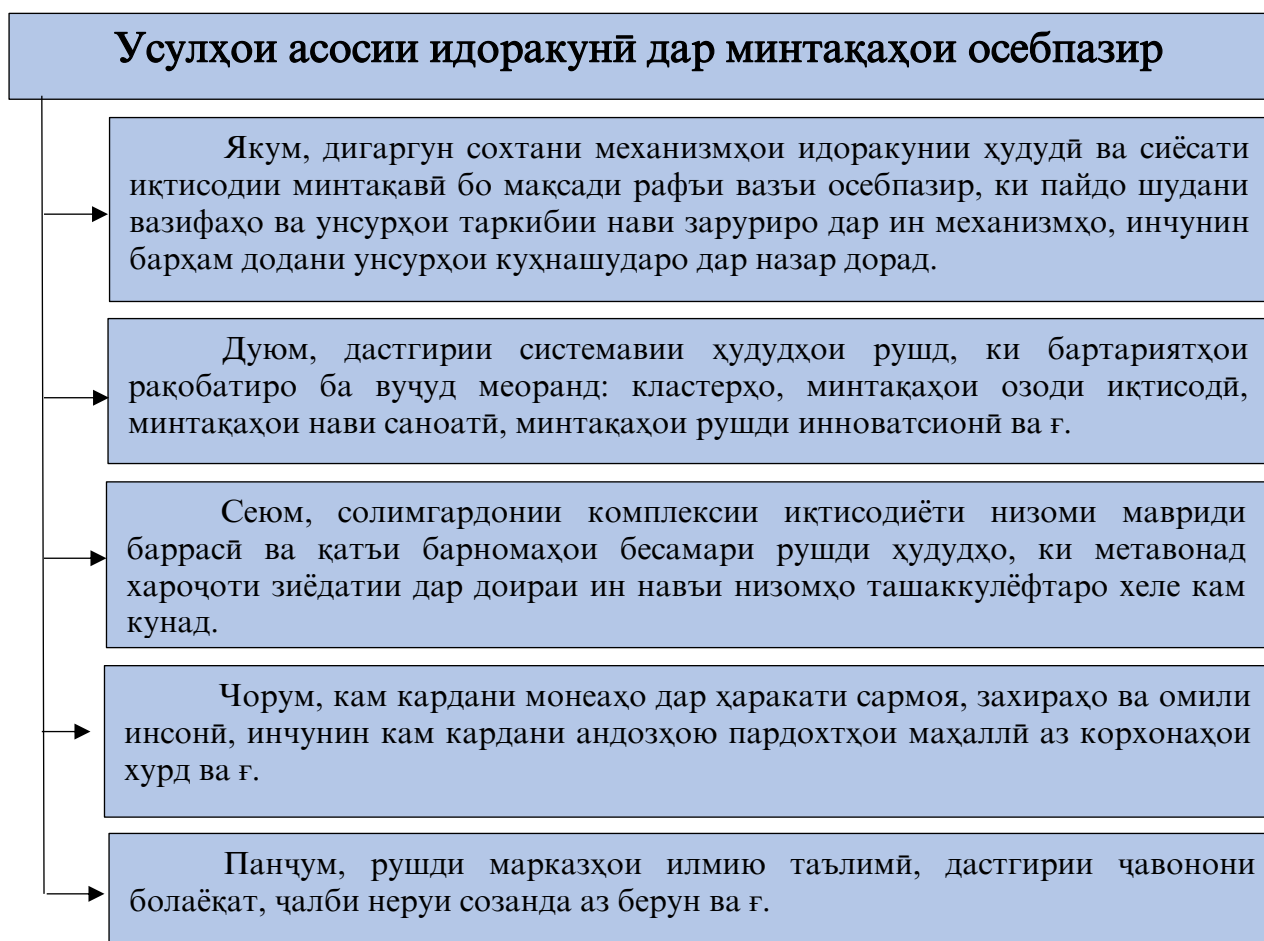 Усулҳои асосии идоракунӣ дар минтақаҳои осебпазир
Якум, дигаргун сохтани механизмҳои идоракунии ҳудудӣ ва сиёсати
иқтисодии минтақавӣ бо мақсади рафъи вазъи осебпазир, ки пайдо шудани
вазифаҳо ва унсурҳои таркибии нави заруриро дар ин механизмҳо, инчунин
барҳам додани унсурҳои куҳнашударо дар назар дорад.
Дуюм, дастгирии системавии ҳудудҳои рушд, ки бартариятҳои
рақобатиро ба вуҷуд меоранд: кластерҳо, минтақаҳои озоди иқтисодӣ,
минтақаҳои нави саноатӣ, минтақаҳои рушди инноватсионӣ ва ғ.
Сеюм, солимгардонии комплексии иқтисодиёти низоми мавриди
баррасӣ ва қатъи барномаҳои бесамари рушди ҳудудҳо, ки метавонад
хароҷоти зиёдатии дар доираи ин навъи низомҳо ташаккулёфтаро хеле кам
кунад.
Чорум, кам кардани монеаҳо дар ҳаракати сармоя, захираҳо ва омили
инсонӣ, инчунин кам кардани андозҳою пардохтҳои маҳаллӣ аз корхонаҳои
хурд ва ғ.
Панҷум, рушди марказҳои илмию таълимӣ, дастгирии ҷавонони
болаёқат, ҷалби неруи созанда аз берун ва ғ.